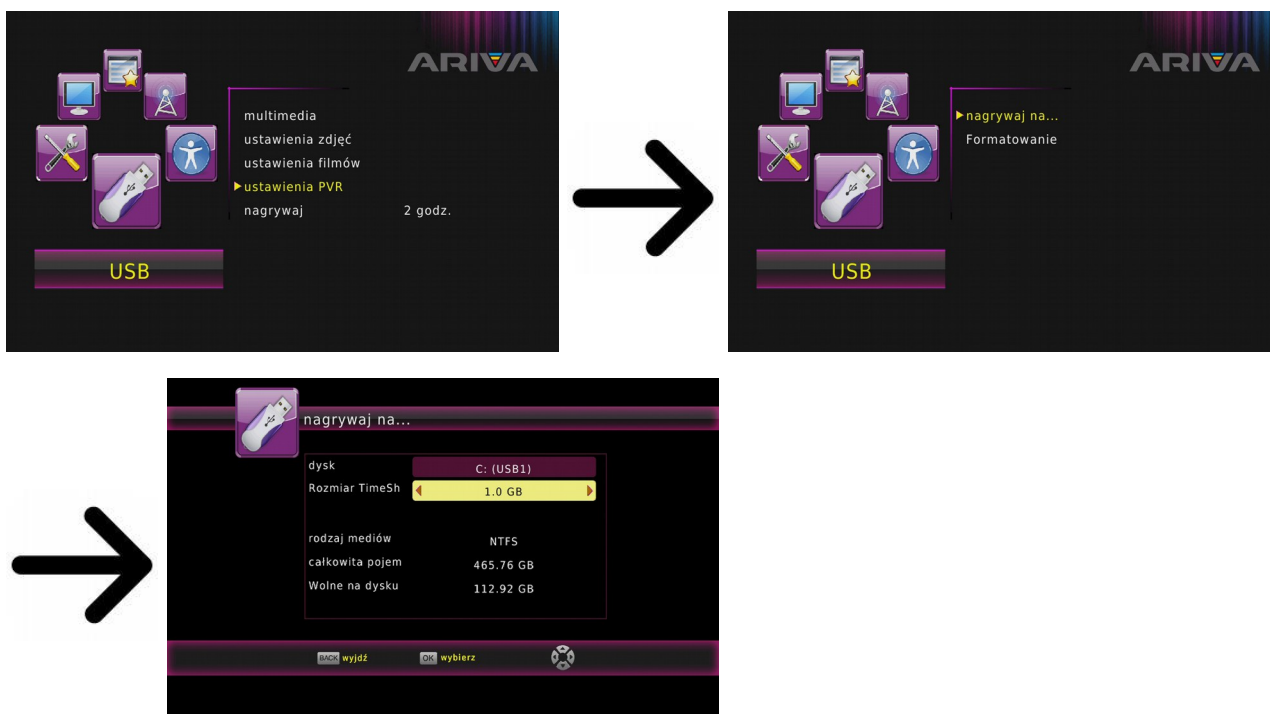 ARIVA
multimedia
ustawienia zdjęć
ustawienia filmów
ustawienia PVR
nagrywaj 2 godz.
USB
ARIVA
nagrywaj na...
Formatowanie
USB
nagrywaj na...
dysk C: (USB1)
Rozmiar TimeSh 1.0 GB
rodzaj mediów NTFS
całkowita pojem 465.76 GB
Wolne na dysku 112.92 GB
BACK wyjdź OK wybierz